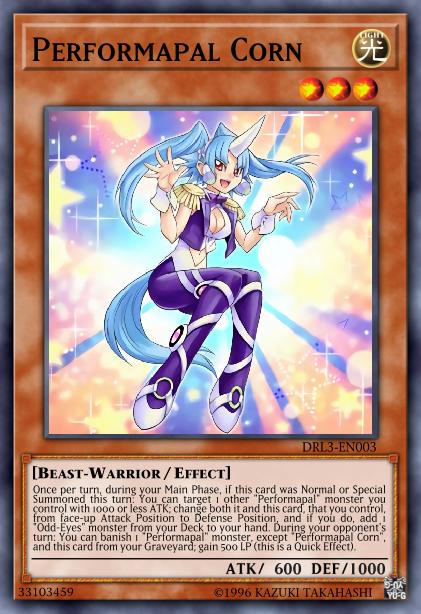 PERFORMAPAL CORN
LIGHT
光
DRL3-EN003
[BEAST-WARRIOR / EFFECT]
Once per turn, during your Main Phase, if this card was Normal or Special
Summoned this turn: You can target 1 other "Performapal" monster you
control with 1000 or less ATK; change both it and this card, that you control,
from face-up Attack Position to Defense Position, and if you do, add 1
"Odd-Eyes" monster from your Deck to your hand. During your opponent's
turn: You can banish 1 "Performapal" monster, except "Performapal Corn",
and this card from your Graveyard; gain 500 LP (this is a Quick Effect).
ATK/ 600 DEF/1000
33103459
©1996 KAZUKI TAKAHASHI